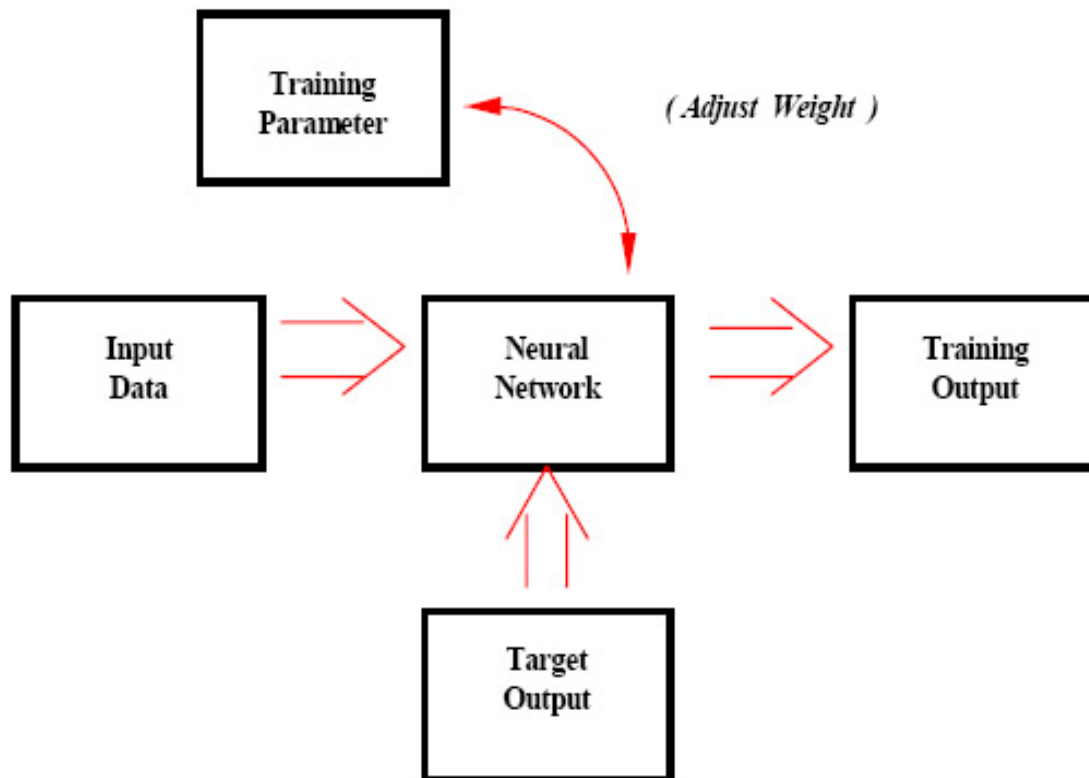 Training
Parameter
( Adjust Weight )
Input
Data
Neural
Network
Training
Output
Target
Output